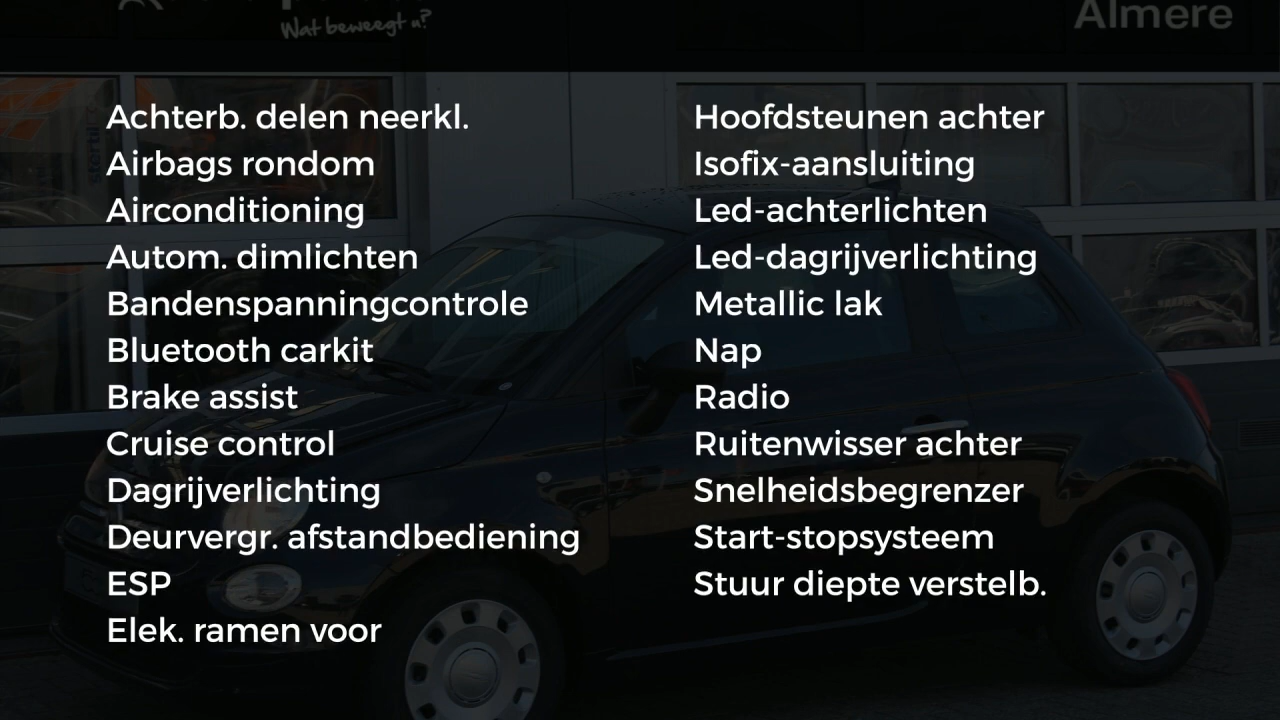 Wat beweegt u?
Almere
Achterb. delen neerkl.
Airbags rondom
Airconditioning
Autom. dimlichten
Bandenspanningcontrole
Bluetooth carkit
Brake assist
Cruise control
Dagrijverlichting
Deurvergr. afstandbediening
ESP
Elek. ramen voor
Hoofdsteunen achter
Isofix-aansluiting
Led-achterlichten
Led-dagrijverlichting
Metallic lak
Nap
Radio
Ruitenwisser achter
Snelheidsbegrenzer
Start-stopsysteem
Stuur diepte verstelb.